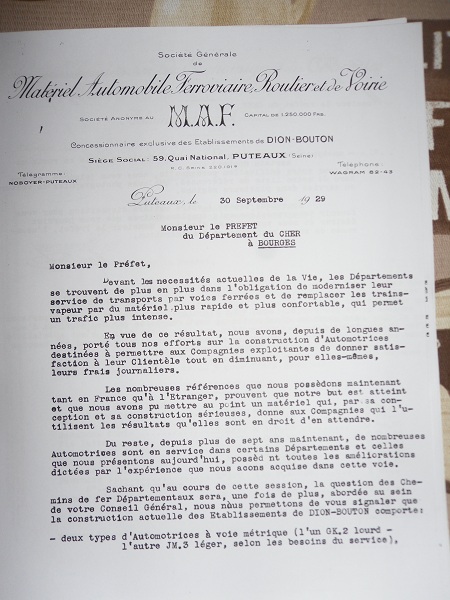 Société Générale
de
Matériel Automobile, Ferroviaire, Routier et de Voirie
SOCIÉTÉ ANONYME AU M.A.F. CAPITAL DE 1.250.000 FRS.
Concessionnaire exclusive des Etablissements de DION-BOUTON
SIÈGE SOCIAL: 59, Quai National, PUTEAUX (Seine)
Télégramme:
NOBOYER-PUTEAUX
R.C. Seine
Téléphone:
WAGRAM 82-43
Puteaux, le 30 Septembre 1929
Monsieur le PREFET
du Département du CHER
à BOURGES
Monsieur le Préfet,
Devant les necessités actuelles de la Vie, les Départements
se trouvent de plus en plus dans l'obligation de moderniser leur
service de transports par voies ferrées et de remplacer les trains-
vapeur par du matériel plus rapide et plus confortable, qui permet
un trafic plus intense.
En vue de ce résultat, nous avons, depuis de longues an-
nées, porté tous nos efforts sur la construction d'Automotrices
destinées à permettre aux Compagnies exploitantes de donner satis-
faction à leur Clientèle tout en diminuant, pour elles-mêmes,
leurs frais journaliers.
Les nombreuses références que nous possèdons maintenant
tant en France qu'à l'Etranger, prouvent que notre but est atteint
et que nous avons pu mettre au point un matériel qui, par sa con-
ception et sa construction sérieuses, donne aux Compagnies qui l'u-
tilisent les résultats qu'elles sont en droit d'en attendre.
Du reste, depuis plus de sept ans maintenant, de nombreuses
Automotrices sont en service dans certains Départements et celles
que nous présentons aujourd'hui, possèd nt toutes les améliorations
dictées par l'expérience que nous acons acquise dans cette voie.
Sachant qu'au cours de cette session, la question des Che-
mins de fer Départementaux sera, une fois de plus, abordée au sein
de votre Conseil Général, nous nàus permettons de vous signaler que
la construction actuelle des Etablissements de DION-BOUTON comporte:
- deux types d'Automotrices à voie métrique (l'un GK.2 lourd -
l'autre JM.3 léger, selon les besoins du service),